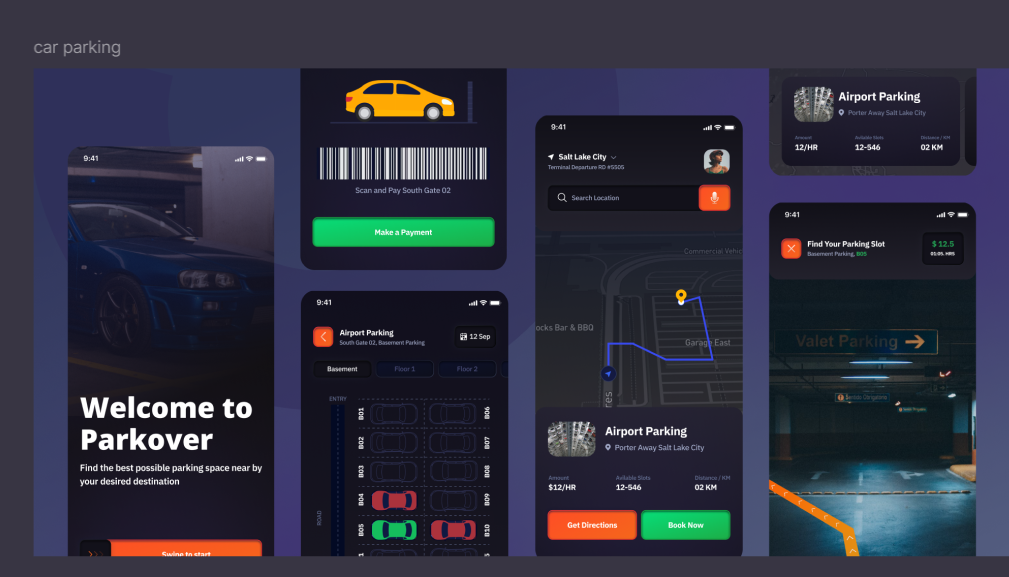 car parking
9:41
Welcome to
Parkover
Find the best possible parking space near by
your desired destination
Swipe to start
Scan and Pay South Gate 02
Make a Payment
9:41
Airport Parking
South Gate 02, Basement Parking
12 Sep
Basement
Floor 1
Floor 2
ENTRY
ROAD
B01
B06
B02
B07
B03
B08
B04
B09
B05
B10
9:41
Salt Lake City
Terminal Departure RD #5505
Search Location
Commercial Vehic
ocks Bar & BBQ
Garage East
res
Airport Parking
Porter Away Salt Lake City
Amount
Avilable Slots
Distance / KM
$12/HR
12-546
02 KM
Get Directions
Book Now
Airport Parking
Porter Away Salt Lake City
Amount
Avilable Slots
Distance / KM
12/HR
12-546
02 KM
9:41
Find Your Parking Slot
Basement Parking, B05
$ 12.5
01:05. HRS
Valet Parking